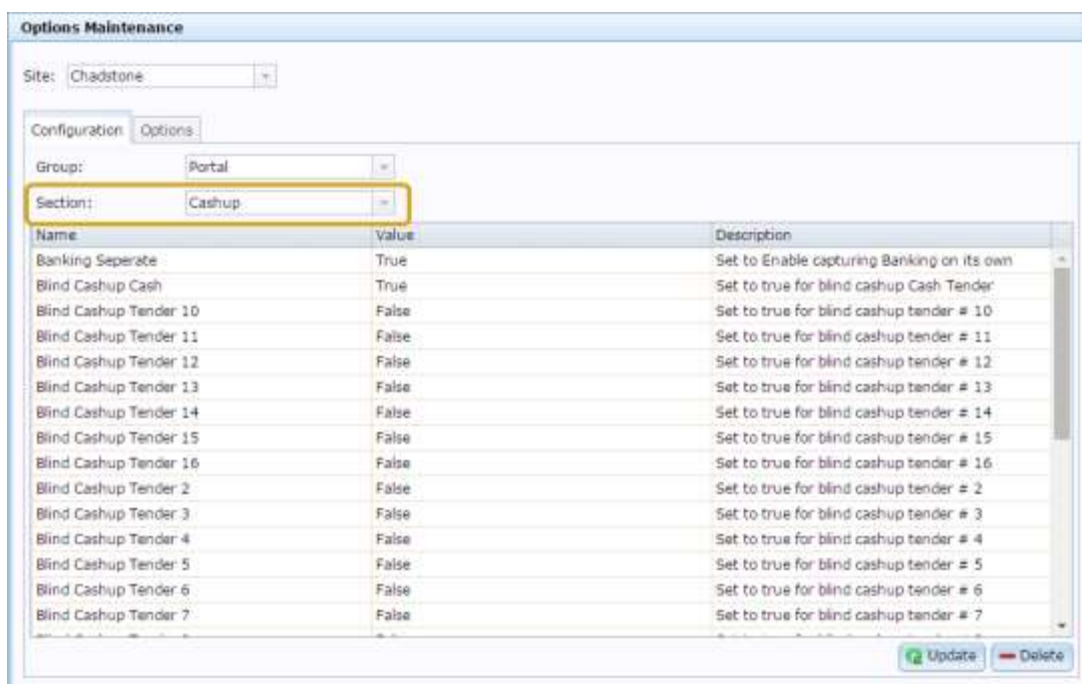 Options Maintenance
Site: Chadstone
Configuration Options
Group: Portal
Section: Cashup
Name Value Description
Banking Seperate True Set to Enable capturing Banking on its own
Blind Cashup Cash True Set to true for blind cashup Cash Tender
Blind Cashup Tender 10 False Set to true for blind cashup tender # 10
Blind Cashup Tender 11 False Set to true for blind cashup tender # 11
Blind Cashup Tender 12 False Set to true for blind cashup tender # 12
Blind Cashup Tender 13 False Set to true for blind cashup tender # 13
Blind Cashup Tender 14 False Set to true for blind cashup tender # 14
Blind Cashup Tender 15 False Set to true for blind cashup tender # 15
Blind Cashup Tender 16 False Set to true for blind cashup tender # 16
Blind Cashup Tender 2 False Set to true for blind cashup tender # 2
Blind Cashup Tender 3 False Set to true for blind cashup tender # 3
Blind Cashup Tender 4 False Set to true for blind cashup tender # 4
Blind Cashup Tender 5 False Set to true for blind cashup tender # 5
Blind Cashup Tender 6 False Set to true for blind cashup tender # 6
Blind Cashup Tender 7 False Set to true for blind cashup tender # 7
Update Delete